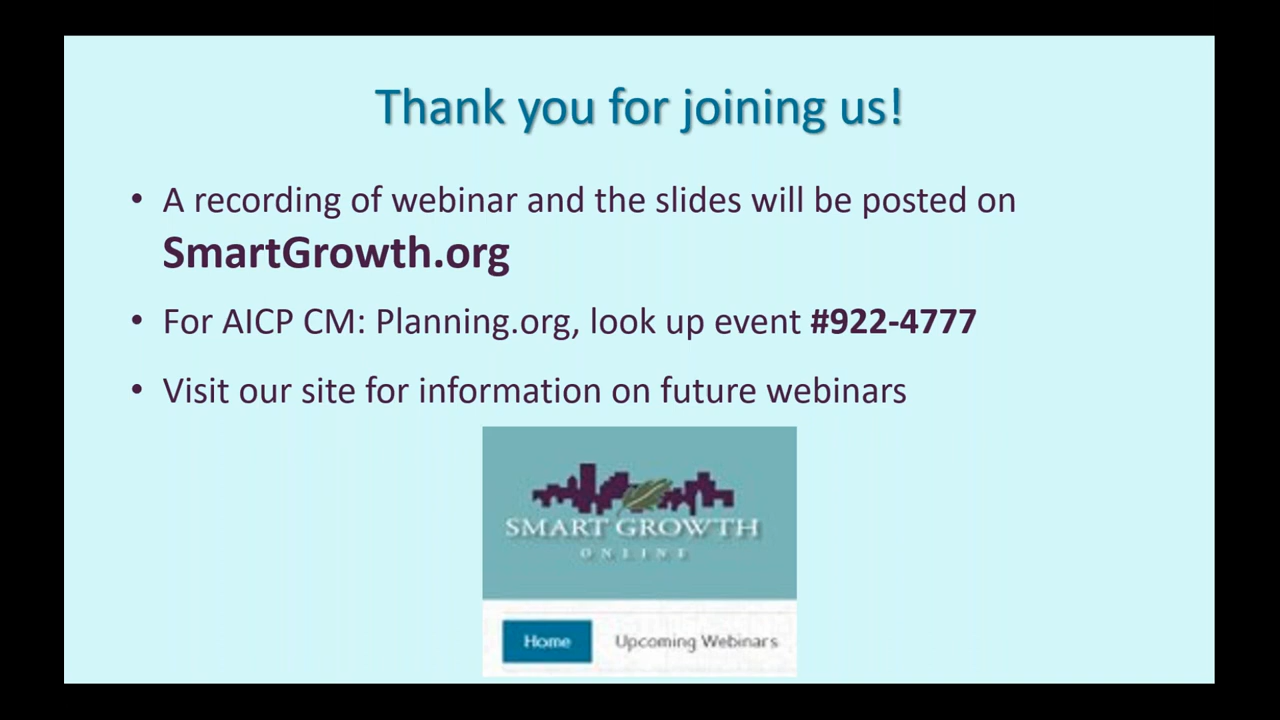 Thank you for joining us!
• A recording of webinar and the slides will be posted on
SmartGrowth.org
• For AICP CM: Planning.org, look up event #922-4777
• Visit our site for information on future webinars
SMART GROWTH
ONLINE
Home Upcoming Webinars